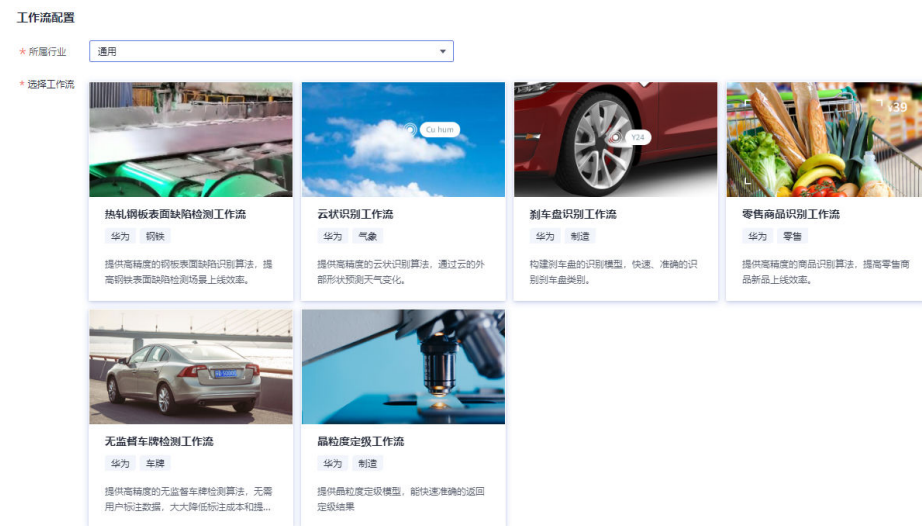 工作流配置
* 所属行业
通用
* 选择工作流
Cu hum
Y24
¥39
热轧钢板表面缺陷检测工作流
云状识别工作流
刹车盘识别工作流
零售商品识别工作流
华为 钢铁
华为 气象
华为 制造
华为 零售
提供高精度的钢板表面缺陷识别算法，提
高钢铁表面缺陷检测场景上线效率。
提供高精度的云状识别算法，通过云的外
部形状预测天气变化。
构建刹车盘的识别模型，快速、准确的识
别刹车盘类别。
提供高精度的商品识别算法，提高零售商
品新品上线效率。
无监督车牌检测工作流
晶粒度定级工作流
华为 车牌
华为 制造
提供高精度的无监督车牌检测算法，无需
用户标注数据，大大降低标注成本和提...
提供晶粒度定级模型，能快速准确的返回
定级结果